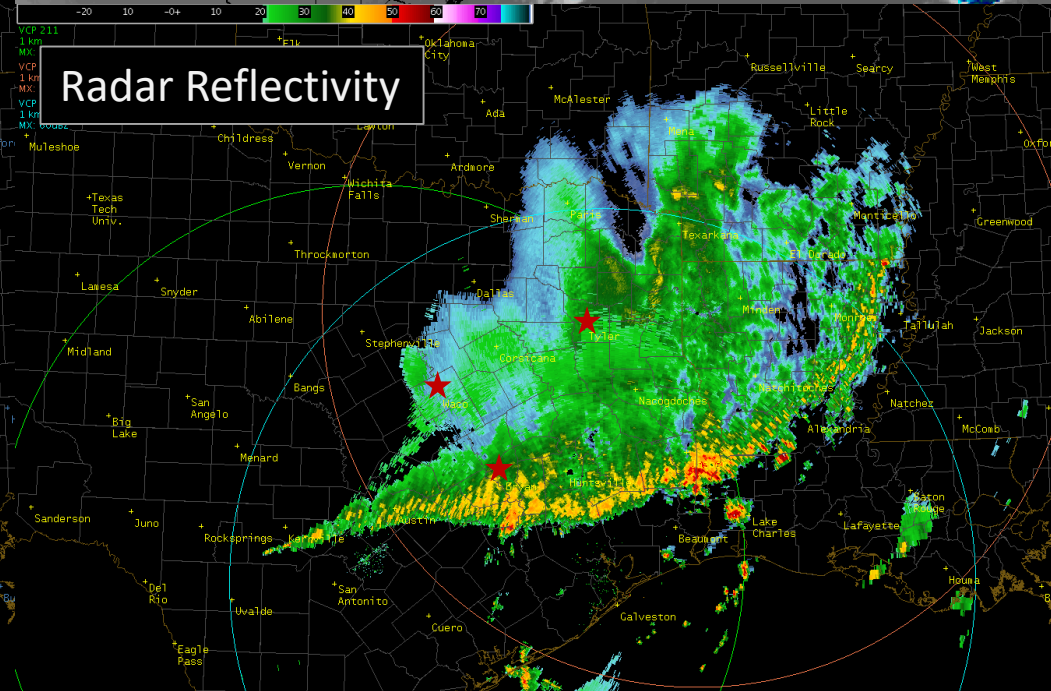 -20 10 -0+ 10 20 30 40 50 60 70
VCP 211
1 km
MX:
Radar Reflectivity
VCP
1 km
MX:
VCP
1 km
MX: 60dBZ
Elk
Oklahoma
City
Russellville
Searcy
West
Memphis
McAlester
Ada
Little
Rock
Lawton
Mena
Muleshoe
Childress
Vernon
Ardmore
Wichita
Falls
Texas
Tech
Univ.
Sherman
Paris
Monticello
Greenwood
Texarkana
Throckmorton
El Dorado
Lamesa
Snyder
Dallas
Abilene
Minden
Monroe
Tallulah
Jackson
Tyler
Stephenville
Midland
Corsicana
Bangs
Natchitoches
Nacogdoches
Waco
San
Angelo
Natchez
Big
Lake
Alexandria
McComb
Menard
Bryan
Huntsville
Baton
Rouge
Sanderson
Juno
Austin
Lake
Charles
Lafayette
Rocksprings
Kerrville
Beaumont
Houma
Del
Rio
San
Antonito
Uvalde
Galveston
Cuero
Eagle
Pass